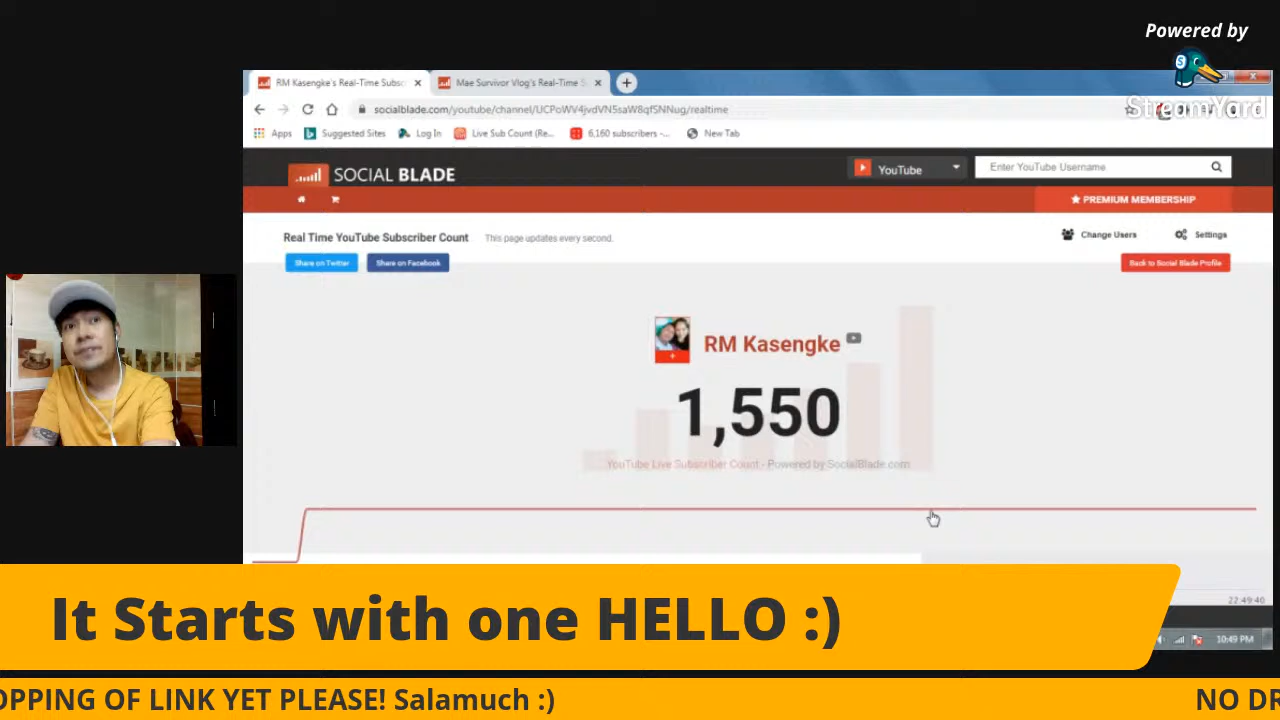 Powered by
StreamYard
RM Kasengke's Real-Time Subsc
Mae Survivor Vlog's Real-Time S
socialblade.com/youtube/channel/UCPoWV4jvdVN5saW8qfSNNug/realtime
Apps
Suggested Sites
Log In
Live Sub Count (Re...
6,160 subscribers -...
New Tab
SOCIAL BLADE
YouTube
Enter YouTube Username
PREMIUM MEMBERSHIP
Real Time YouTube Subscriber Count
This page updates every second.
Change Users
Settings
Share on Twitter
Share on Facebook
Back to Social Blade Profile
RM Kasengke
1,550
YouTube Live Subscriber Count - Powered by SocialBlade.com
22:49:40
It Starts with one HELLO :)
10:49 PM
OPPING OF LINK YET PLEASE! Salamuch :)
NO DR